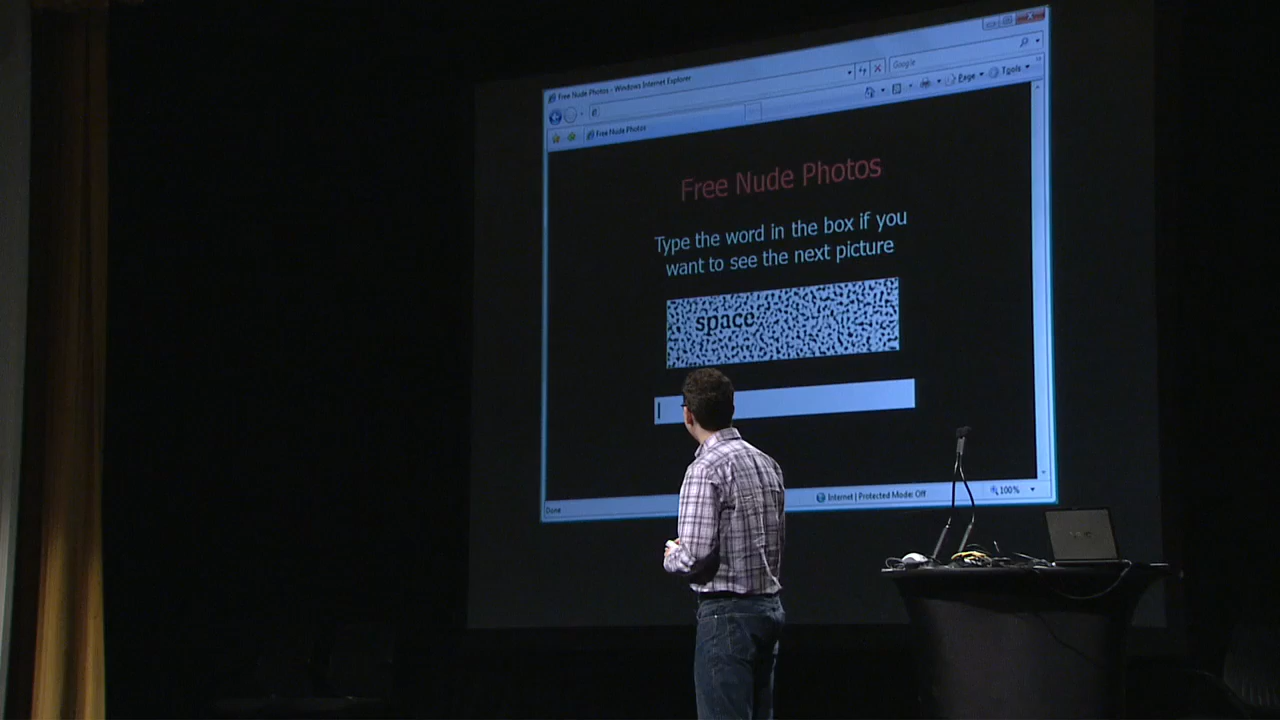 Free Nude Photos - Windows Internet Explorer
Google
Page
Tools
Free Nude Photos
Free Nude Photos
Type the word in the box if you
want to see the next picture
space
Done
Internet | Protected Mode: Off
100%